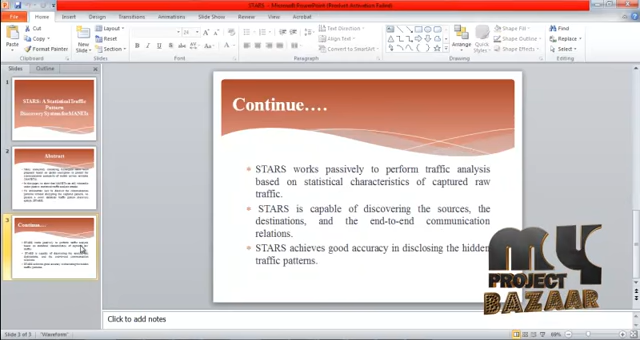 STARS - Microsoft PowerPoint (Product Activation Failed)
File Home Insert Design Transitions Animations Slide Show Review View Acrobat
Paste
Cut
Copy
Format Painter
Clipboard
New Slide
Layout
Reset
Section
Slides
Font
Text Direction
Align Text
Convert to SmartArt
Paragraph
Arrange
Quick Styles
Shape Fill
Shape Outline
Shape Effects
Drawing
Find
Replace
Select
Editing
Slides Outline
1
STARS: A Statistical Traffic
Pattern
Discovery System for MANETs
2
Abstract
3
Continue....
Continue....
STARS works passively to perform traffic analysis
based on statistical characteristics of captured raw
traffic.
STARS is capable of discovering the sources, the
destinations, and the end-to-end communication
relations.
STARS achieves good accuracy in disclosing the hidden
traffic patterns.
MY
PROJECT
BAZAAR
Click to add notes
Slide 3 of 3 "Waveform"
68%